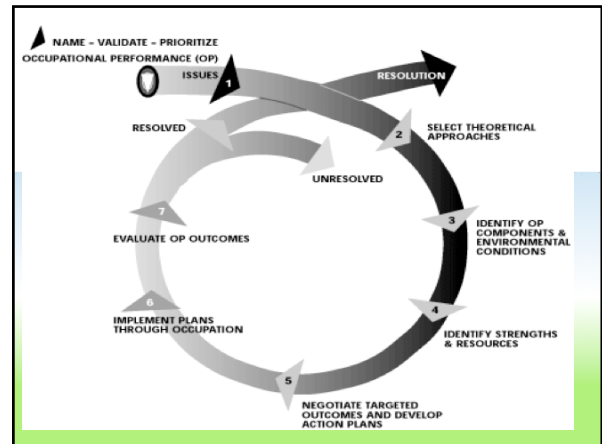 NAME – VALIDATE – PRIORITIZE
OCCUPATIONAL PERFORMANCE (OP)
ISSUES
1
RESOLUTION
RESOLVED
2
SELECT THEORETICAL
APPROACHES
UNRESOLVED
3
IDENTIFY OP
COMPONENTS &
ENVIRONMENTAL
CONDITIONS
4
IDENTIFY STRENGTHS
& RESOURCES
5
NEGOTIATE TARGETED
OUTCOMES AND DEVELOP
ACTION PLANS
6
IMPLEMENT PLANS
THROUGH OCCUPATION
7
EVALUATE OP OUTCOMES